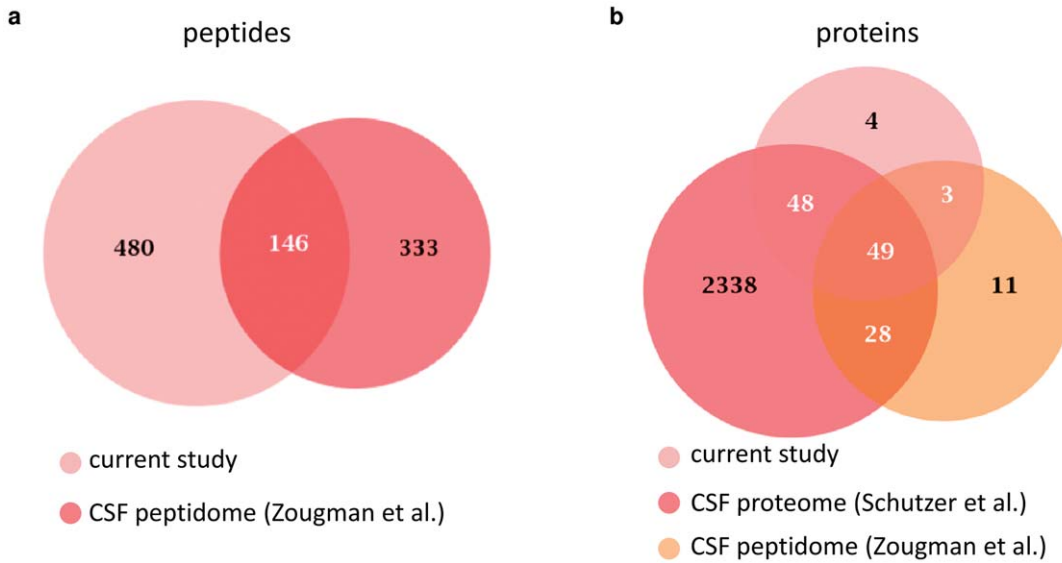 a
peptides
480
146
333
current study
CSF peptidome (Zougman et al.)
b
proteins
4
48
3
49
2338
11
28
current study
CSF proteome (Schutzer et al.)
CSF peptidome (Zougman et al.)